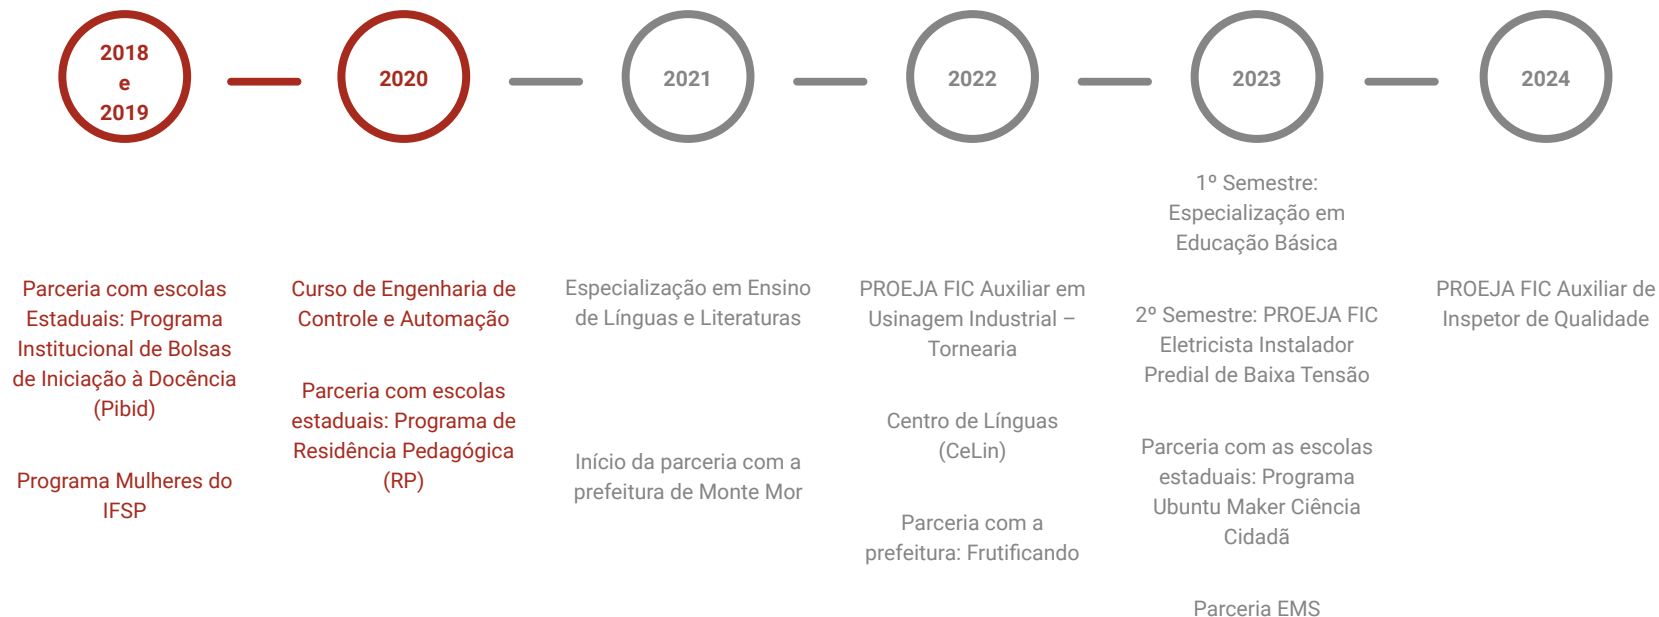 2018
e
2019
2020
2021
2022
2023
2024
Parceria com escolas
Estaduais: Programa
Institucional de Bolsas
de Iniciação à Docência
(Pibid)
Programa Mulheres do
IFSP
Curso de Engenharia de
Controle e Automação
Parceria com escolas
estaduais: Programa de
Residência Pedagógica
(RP)
Especialização em Ensino
de Línguas e Literaturas
Início da parceria com a
prefeitura de Monte Mor
PROEJA FIC Auxiliar em
Usinagem Industrial –
Tornearia
Centro de Línguas
(CeLin)
Parceria com a
prefeitura: Frutificando
1º Semestre:
Especialização em
Educação Básica
2º Semestre: PROEJA FIC
Eletricista Instalador
Predial de Baixa Tensão
Parceria com as escolas
estaduais: Programa
Ubuntu Maker Ciência
Cidadã
Parceria EMS
PROEJA FIC Auxiliar de
Inspetor de Qualidade